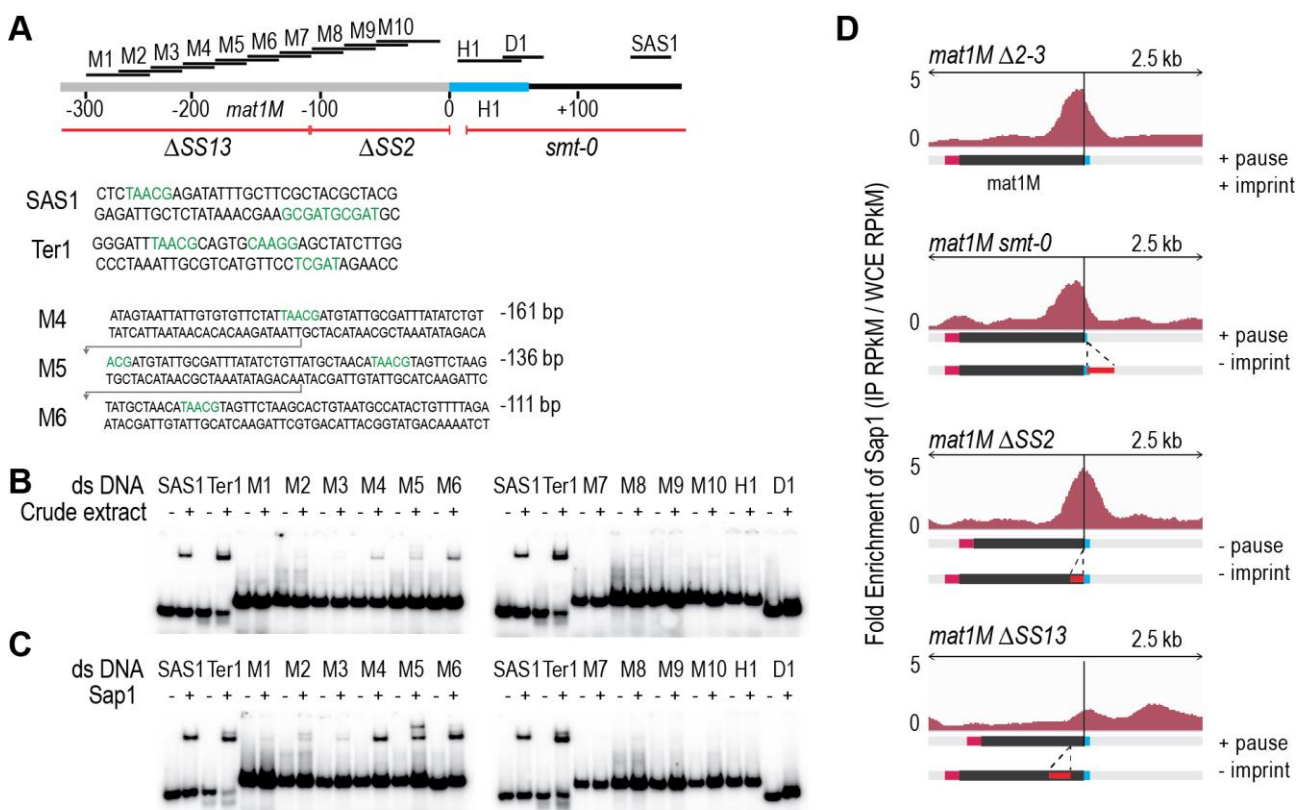 A
M1 M2 M3 M4 M5 M6 M7 M8 M9 M10 H1 D1 SAS1
-300 -200 mat1M -100 0 H1 +100
ΔSS13 ΔSS2 smt-0
SAS1
CTCTAACGAGATATTTGCTTCGCTACGCTACG
GAGATTGCTCTATAAACGAAGCGATGCGATGC
Ter1
GGGATTTAACGCAGTGCAAGGAGCTATCTTGG
CCCTAAATTGCGTCATGTTCCTCGATAGAACC
M4
ATAGTAATTATTGTGTGTTCTATTAACGATGTATTGCGATTTATATCTGT -161 bp
TATCATTAATAACACACAAGATAATTGCTACATAACGCTAAATATAGACA
M5
ACGATGTATTGCGATTTATATCTGTTATGCTAACATAACGTAGTTCTAAG -136 bp
TGCTACATAACGCTAAATATAGACAATACGATTGTATTGCATCAAGATTC
M6
TATGCTAACATAACGTAGTTCTAAGCACTGTAATGCCATACTGTTTTAGA -111 bp
ATACGATTGTATTGCATCAAGATTCGTGACATTACGGTATGACAAAATCT
B
ds DNA SAS1 Ter1 M1 M2 M3 M4 M5 M6 SAS1 Ter1 M7 M8 M9 M10 H1 D1
Crude extract - + - + - + - + - + - + - + - + - + - + - + - + - + - + - + - +
C
ds DNA SAS1 Ter1 M1 M2 M3 M4 M5 M6 SAS1 Ter1 M7 M8 M9 M10 H1 D1
Sap1 - + - + - + - + - + - + - + - + - + - + - + - + - + - + - + - +
D
Fold Enrichment of Sap1 (IP RPkM / WCE RPkM)
mat1M Δ2-3 2.5 kb
5
0
mat1M
+ pause
+ imprint
mat1M smt-0 2.5 kb
5
0
+ pause
- imprint
mat1M ΔSS2 2.5 kb
5
0
- pause
- imprint
mat1M ΔSS13 2.5 kb
5
0
+ pause
- imprint